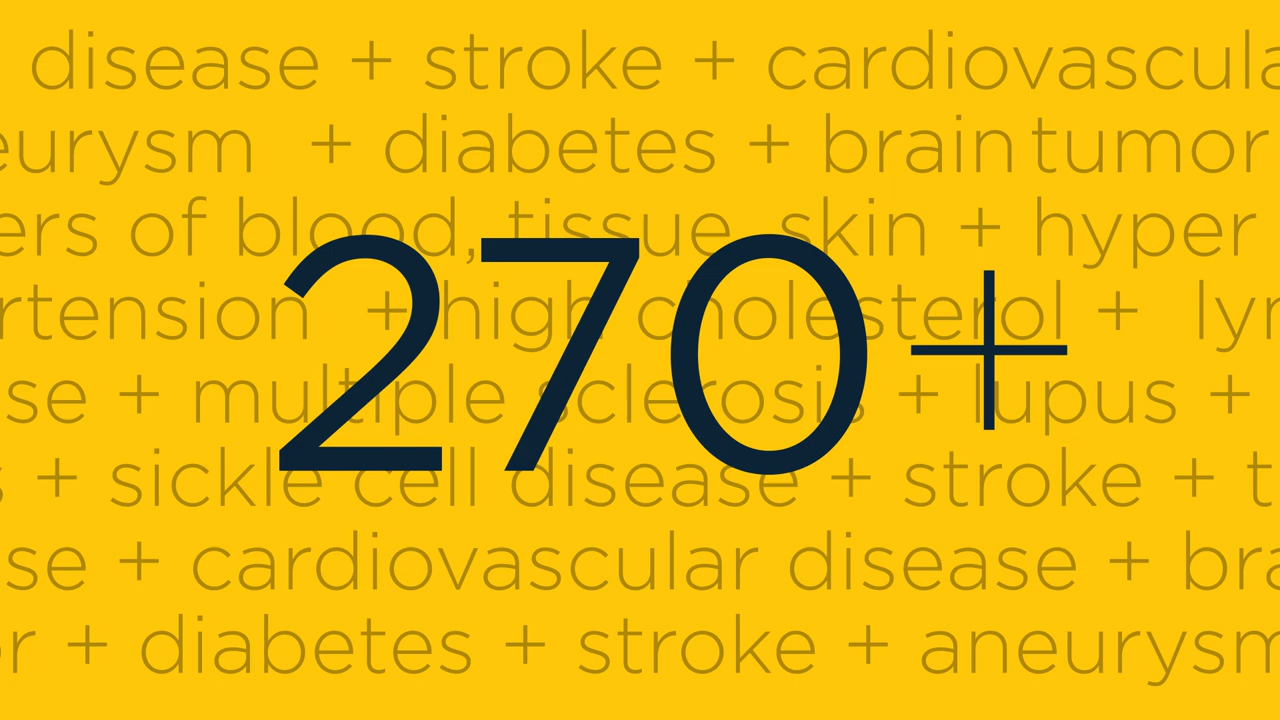 disease + stroke + cardiovascula
eurysm + diabetes + brain tumor
ers of blood, tissue, skin + hyper
270+
rtension + high cholesterol + lyn
se + multiple sclerosis + lupus +
s + sickle cell disease + stroke + t
se + cardiovascular disease + bra
r + diabetes + stroke + aneurysm